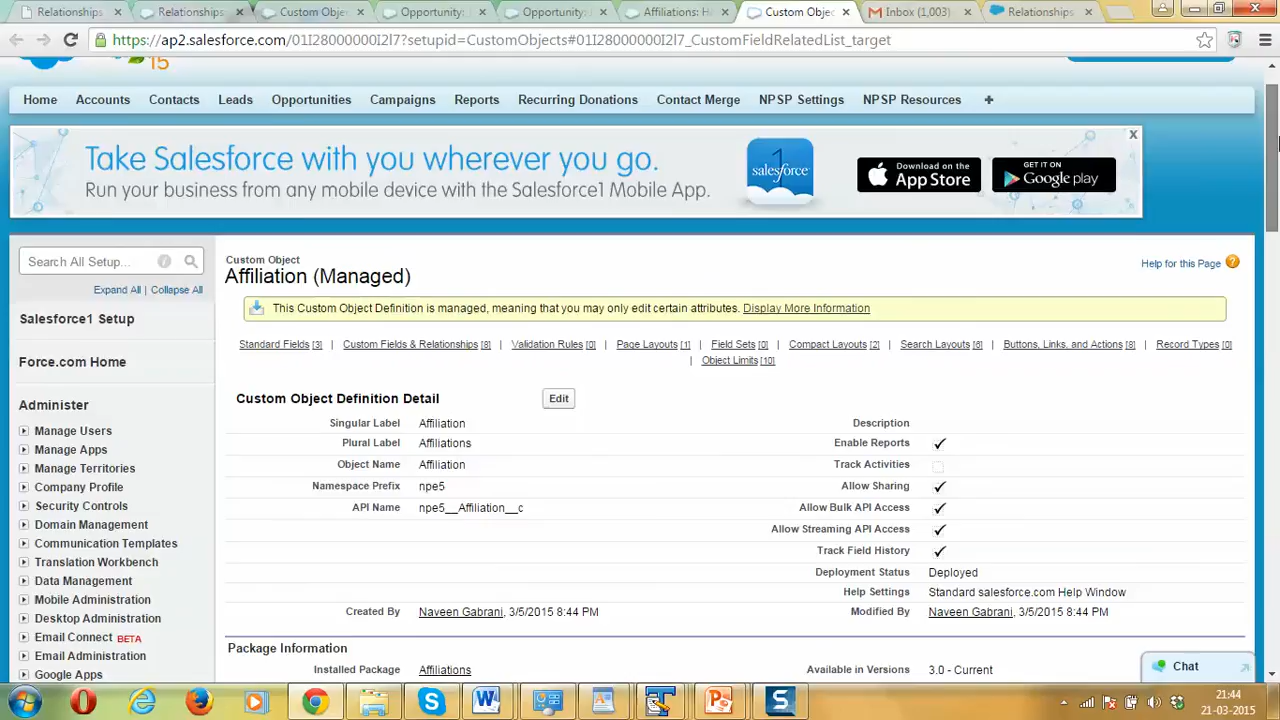 Relationships
Relationships
Custom Object
Opportunity:
Opportunity:
Affiliations: H
Custom Objec
Inbox (1,003)
Relationships
https://ap2.salesforce.com/01I28000000I2l7?setupid=CustomObjects#01I28000000I2l7_CustomFieldRelatedList_target
15
Home Accounts Contacts Leads Opportunities Campaigns Reports Recurring Donations Contact Merge NPSP Settings NPSP Resources +
Take Salesforce with you wherever you go.
Run your business from any mobile device with the Salesforce1 Mobile App.
1
salesforce
Download on the
App Store
GET IT ON
Google play
x
Search All Setup...
Expand All | Collapse All
Salesforce1 Setup
Force.com Home
Administer
Manage Users
Manage Apps
Manage Territories
Company Profile
Security Controls
Domain Management
Communication Templates
Translation Workbench
Data Management
Mobile Administration
Desktop Administration
Email Connect BETA
Email Administration
Google Apps
Custom Object
Affiliation (Managed)
Help for this Page ?
This Custom Object Definition is managed, meaning that you may only edit certain attributes. Display More Information
Standard Fields [3] | Custom Fields & Relationships [8] | Validation Rules [0] | Page Layouts [1] | Field Sets [0] | Compact Layouts [2] | Search Layouts [6] | Buttons, Links, and Actions [8] | Record Types [0]
| Object Limits [10]
Custom Object Definition Detail Edit
Singular Label Affiliation Description
Plural Label Affiliations Enable Reports
Object Name Affiliation Track Activities
Namespace Prefix npe5 Allow Sharing
API Name npe5__Affiliation__c Allow Bulk API Access
Allow Streaming API Access
Track Field History
Deployment Status Deployed
Help Settings Standard salesforce.com Help Window
Created By Naveen Gabrani, 3/5/2015 8:44 PM Modified By Naveen Gabrani, 3/5/2015 8:44 PM
Package Information
Installed Package Affiliations Available in Versions 3.0 - Current
Chat
21:44
21-03-2015